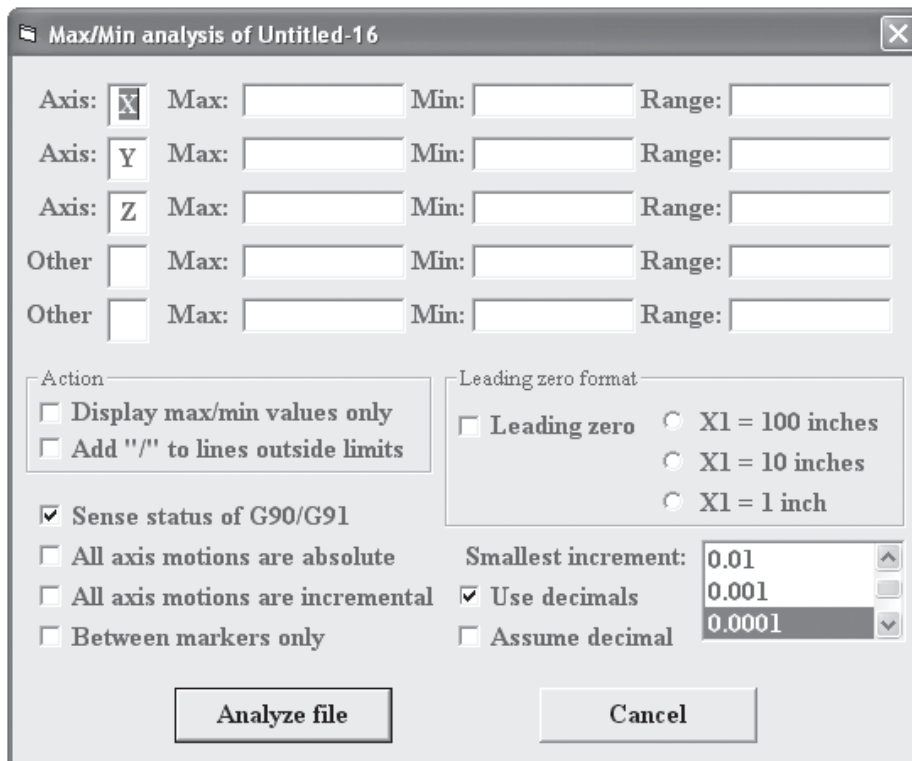 Max/Min analysis of Untitled-16
Axis: X Max: Min: Range:
Axis: Y Max: Min: Range:
Axis: Z Max: Min: Range:
Other Max: Min: Range:
Other Max: Min: Range:
Action
Display max/min values only
Add "/" to lines outside limits
Leading zero format
Leading zero
X1 = 100 inches
X1 = 10 inches
X1 = 1 inch
Sense status of G90/G91
All axis motions are absolute
All axis motions are incremental
Between markers only
Smallest increment:
Use decimals
Assume decimal
0.01
0.001
0.0001
Analyze file
Cancel